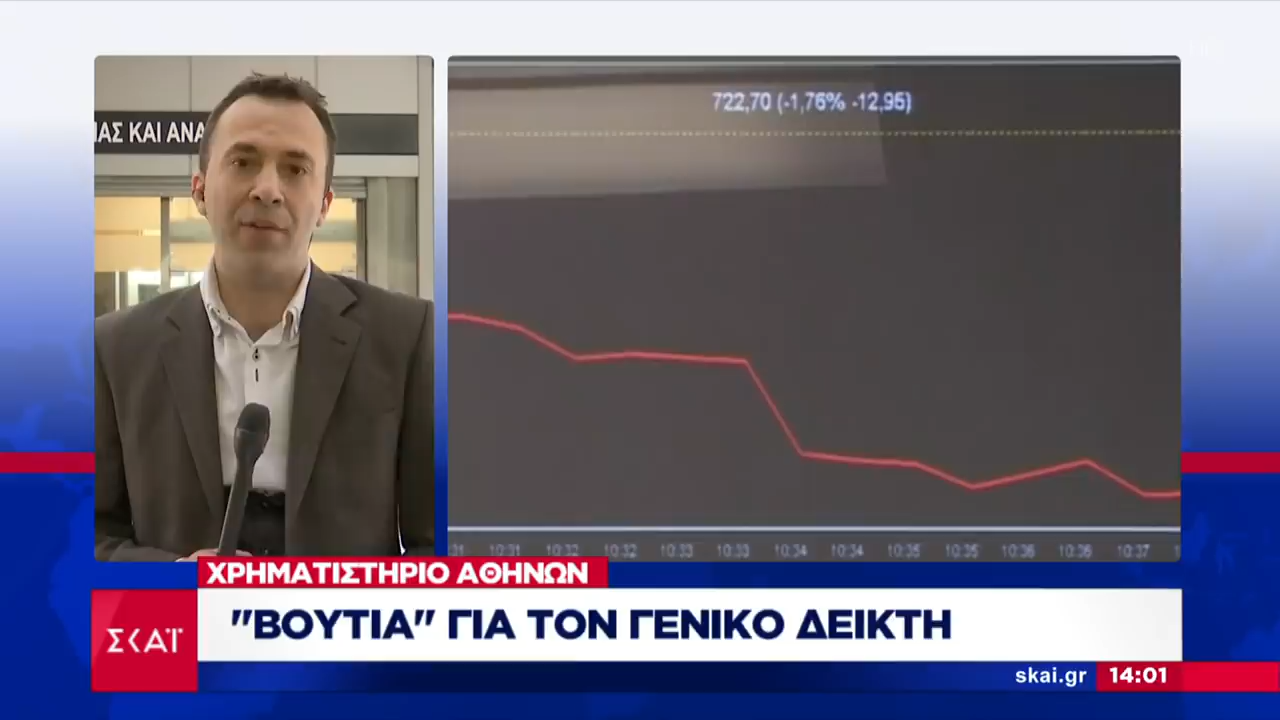 ΙΑΣ ΚΑΙ ΑΝΑ
722,70 (-1,76% -12,95)
:31 10:31 10:32 10:32 10:33 10:33 10:34 10:34 10:35 10:35 10:36 10:36 10:37
ΧΡΗΜΑΤΙΣΤΗΡΙΟ ΑΘΗΝΩΝ
"ΒΟΥΤΙΑ" ΓΙΑ ΤΟΝ ΓΕΝΙΚΟ ΔΕΙΚΤΗ
ΣΚΑΪ
skai.gr 14:01